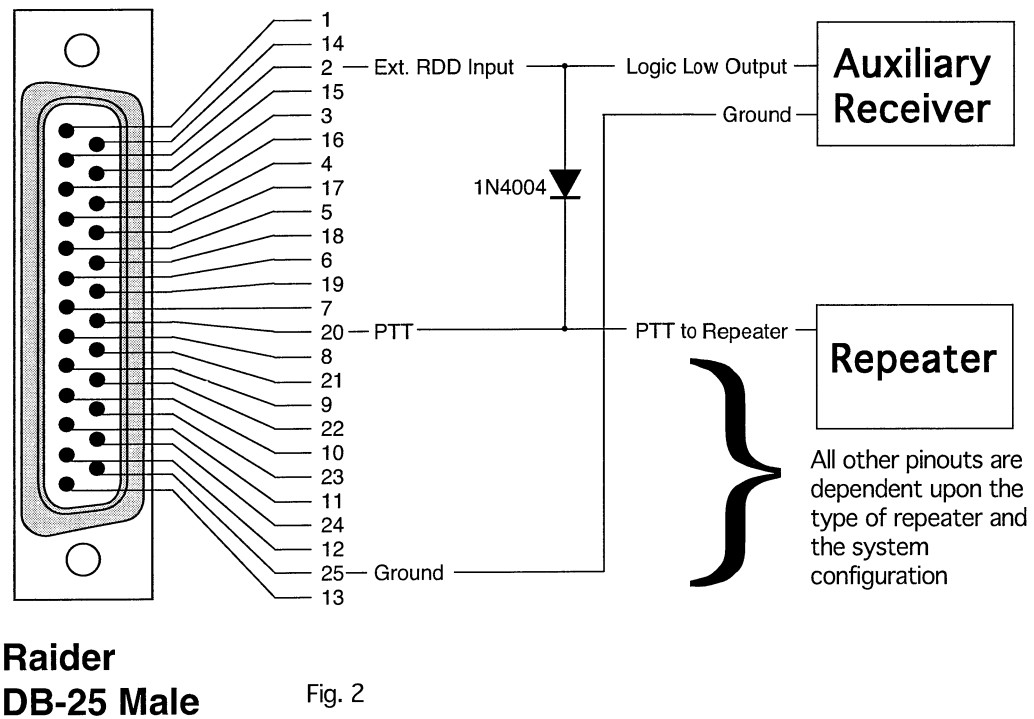 1
14
2 — Ext. RDD Input — Logic Low Output — Auxiliary Receiver
15
3
Ground
16
4
17
1N4004
5
18
6
19
7
20 — PTT — PTT to Repeater — Repeater
8
21
9
22
10
23
11
24
12
25 — Ground
13
All other pinouts are
dependent upon the
type of repeater and
the system
configuration
Raider
DB-25 Male
Fig. 2